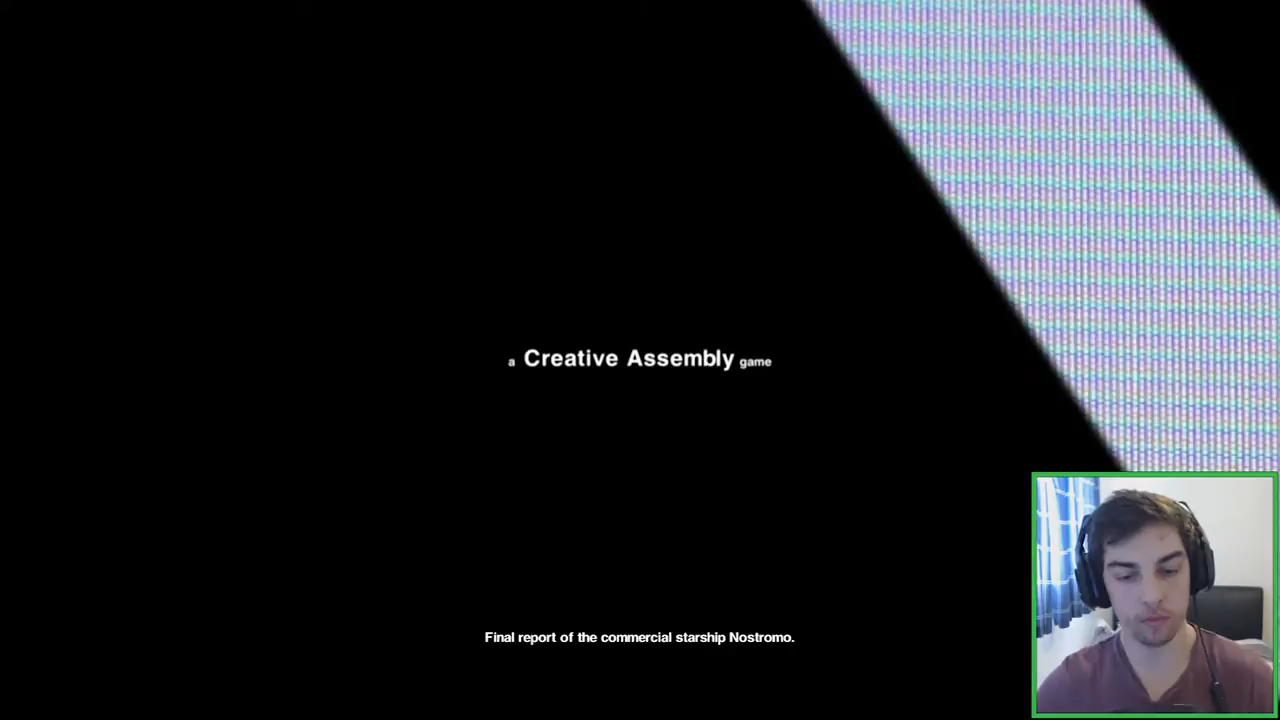 a Creative Assembly game
Final report of the commercial starship Nostromo.